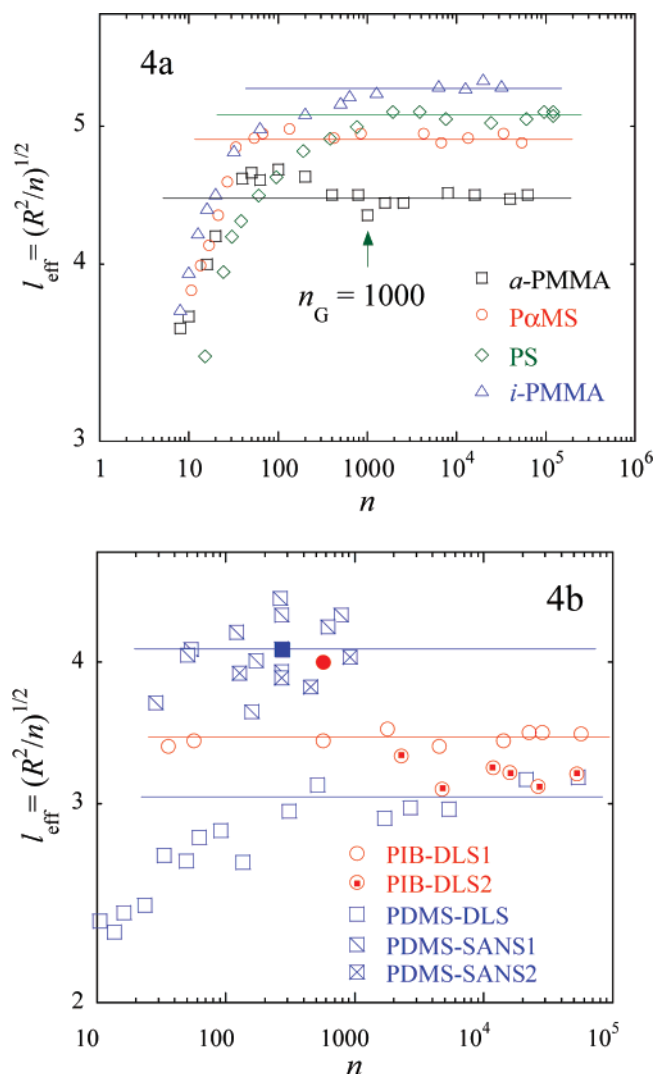 4a
5
4
3
l_eff = (R²/n)^1/2
n_G = 1000
a-PMMA
PαMS
PS
i-PMMA
1 10 100 1000 10⁴ 10⁵ 10⁶
n
4b
4
3
2
l_eff = (R²/n)^1/2
PIB-DLS1
PIB-DLS2
PDMS-DLS
PDMS-SANS1
PDMS-SANS2
10 100 1000 10⁴ 10⁵
n